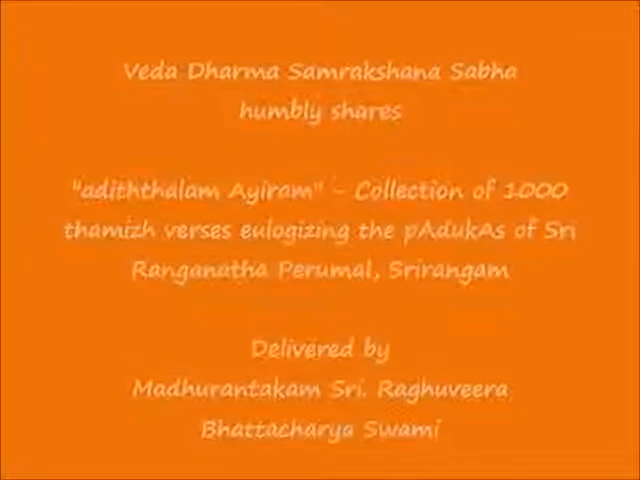 Veda Dharma Samrakshana Sabha
humbly shares
"adiththalam Ayiram" - Collection of 1000
thamizh verses eulogizing the pAdukAs of Sri
Ranganatha Perumal, Srirangam
Delivered by
Madhurantakam Sri. Raghuveera
Bhattacharya Swami